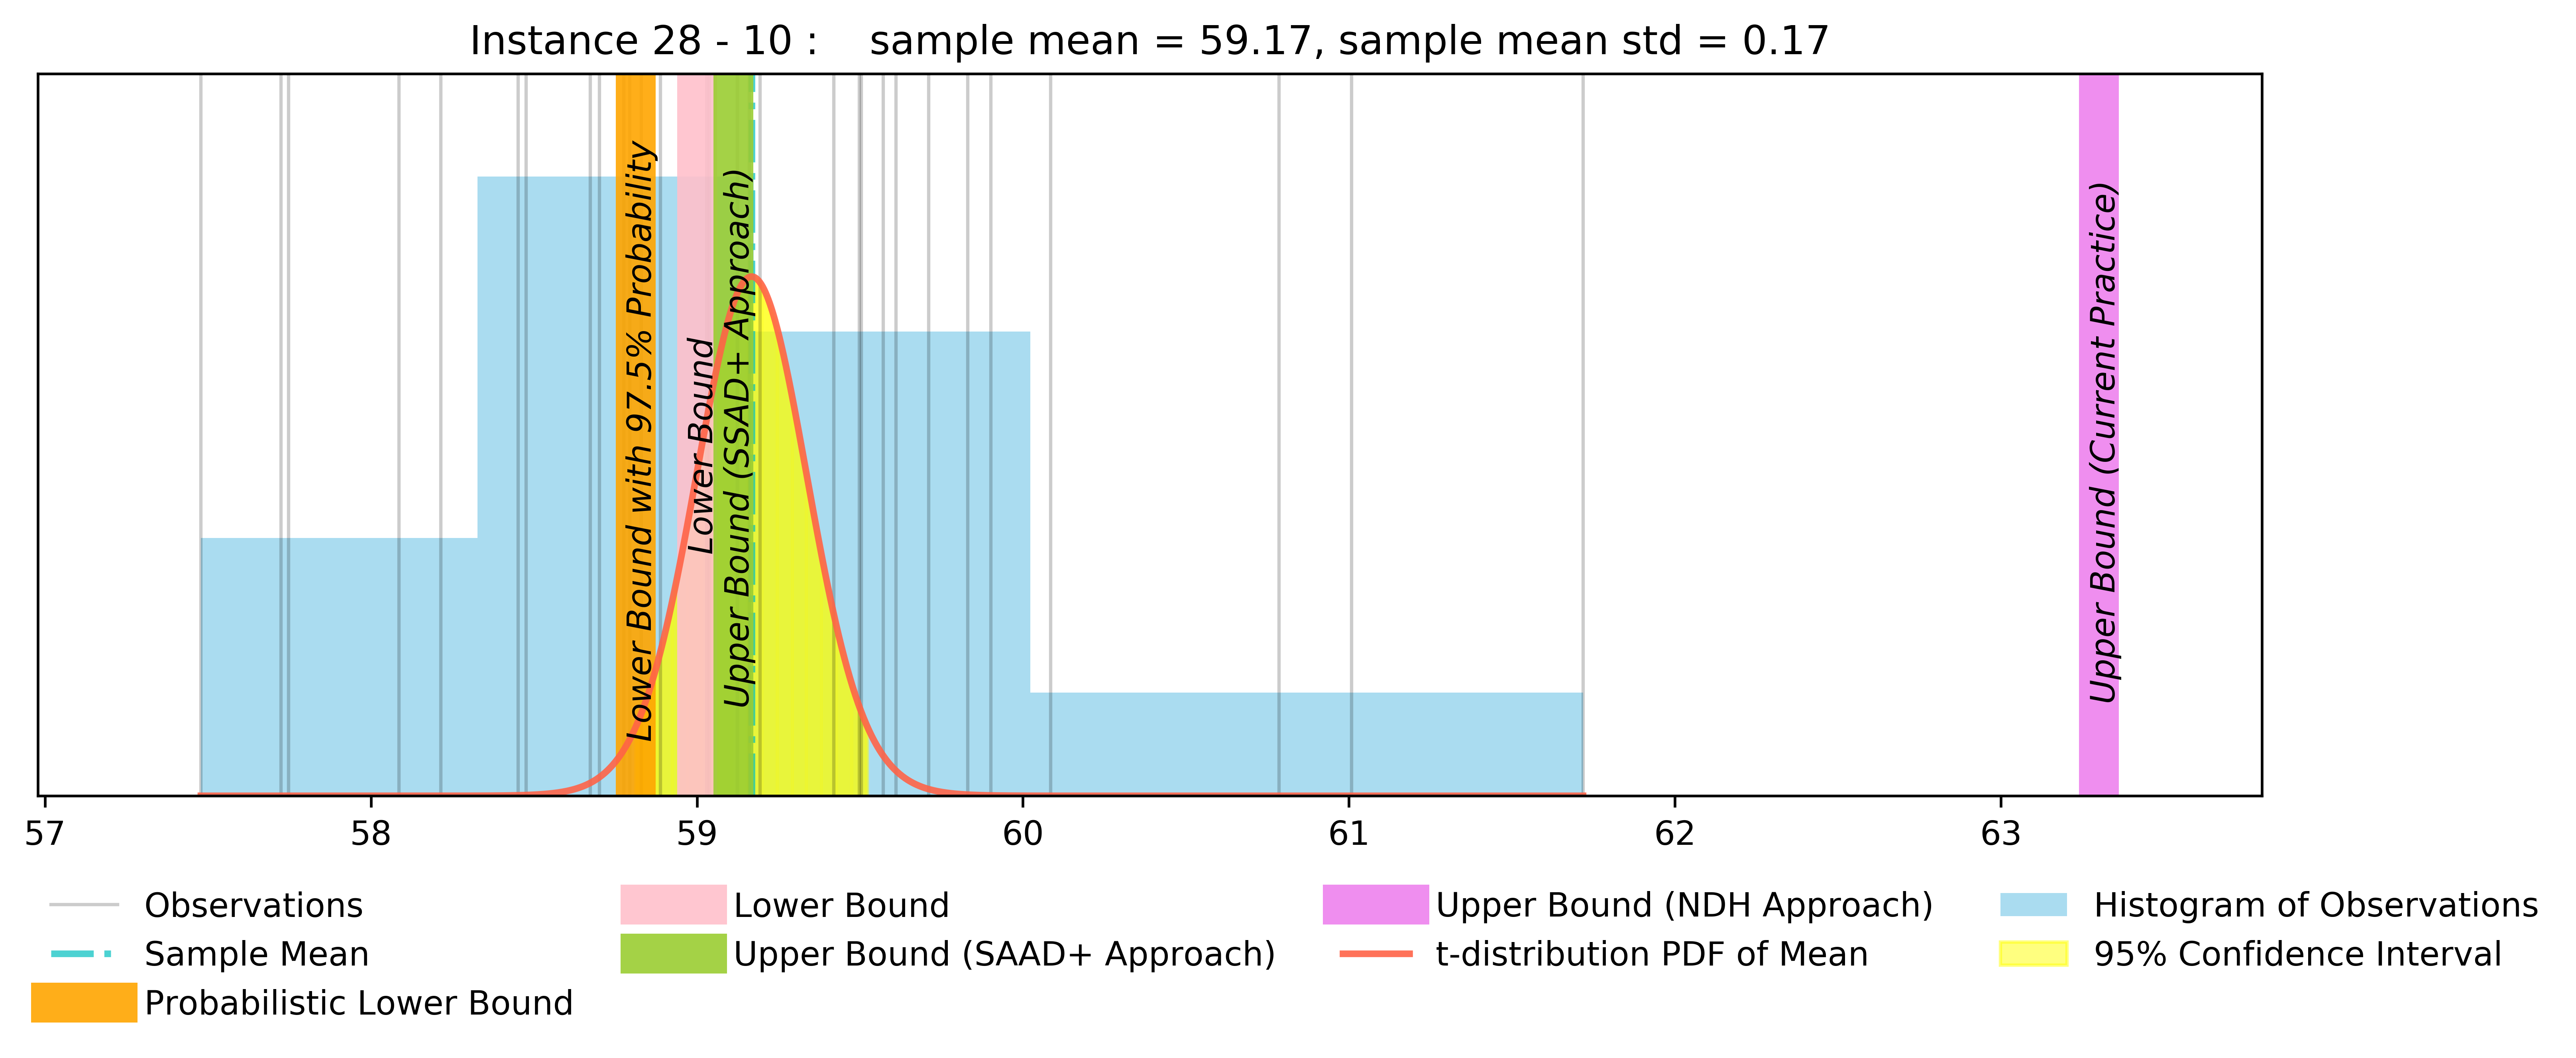 Instance 28 - 10 :    sample mean = 59.17, sample mean std = 0.17
Lower Bound with 97.5% Probability
Lower Bound
Upper Bound (SSAD+ Approach)
Upper Bound (Current Practice)
57 58 59 60 61 62 63
Observations
Sample Mean
Probabilistic Lower Bound
Lower Bound
Upper Bound (SAAD+ Approach)
Upper Bound (NDH Approach)
t-distribution PDF of Mean
Histogram of Observations
95% Confidence Interval